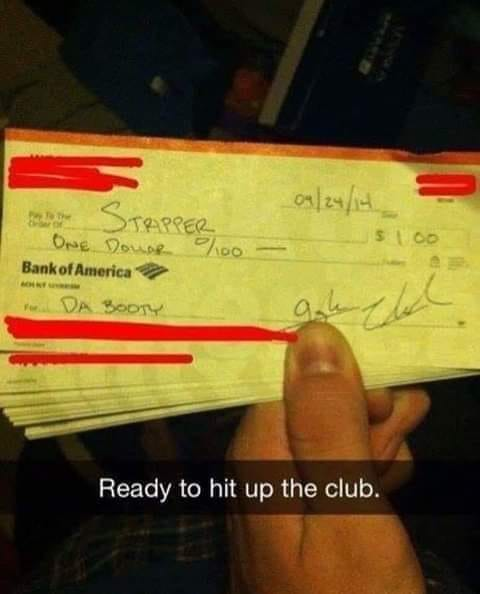 09/24/14
Pay To The
Order Of STRIPPER $ 1.00
ONE DOLLAR 0/100
Bank of America
For DA BOOTY
Ready to hit up the club.